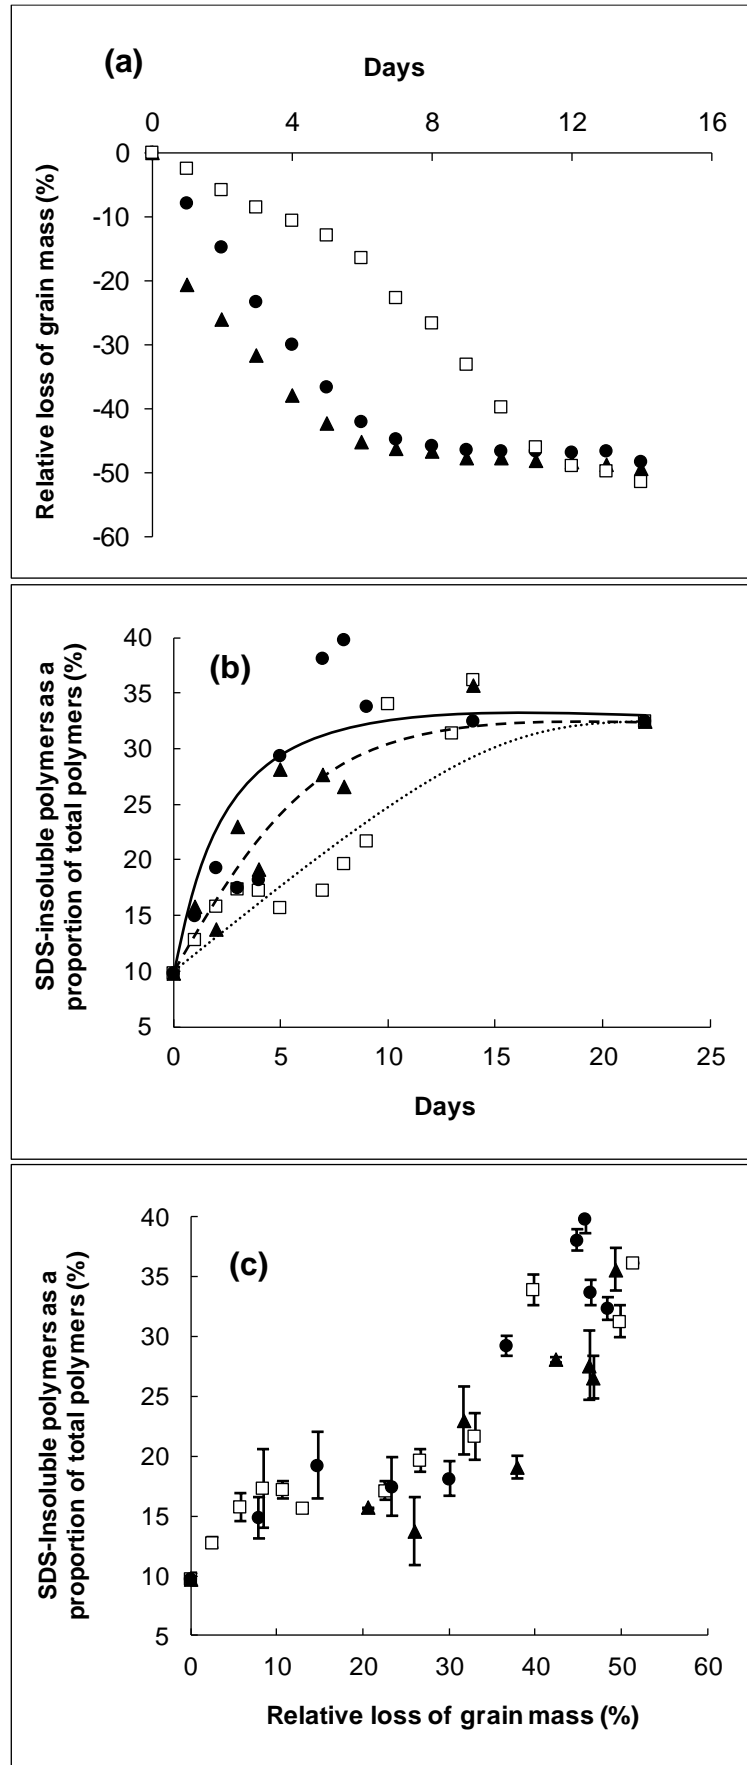 (a)
Days
0 4 8 12 16
0
-10
-20
-30
-40
-50
-60
Relative loss of grain mass (%)
(b)
40
35
30
25
20
15
10
5
SDS-insoluble polymers as a
proportion of total polymers (%)
0 5 10 15 20 25
Days
(c)
40
35
30
25
20
15
10
5
SDS-Insoluble polymers as a
proportion of total polymers (%)
0 10 20 30 40 50 60
Relative loss of grain mass (%)